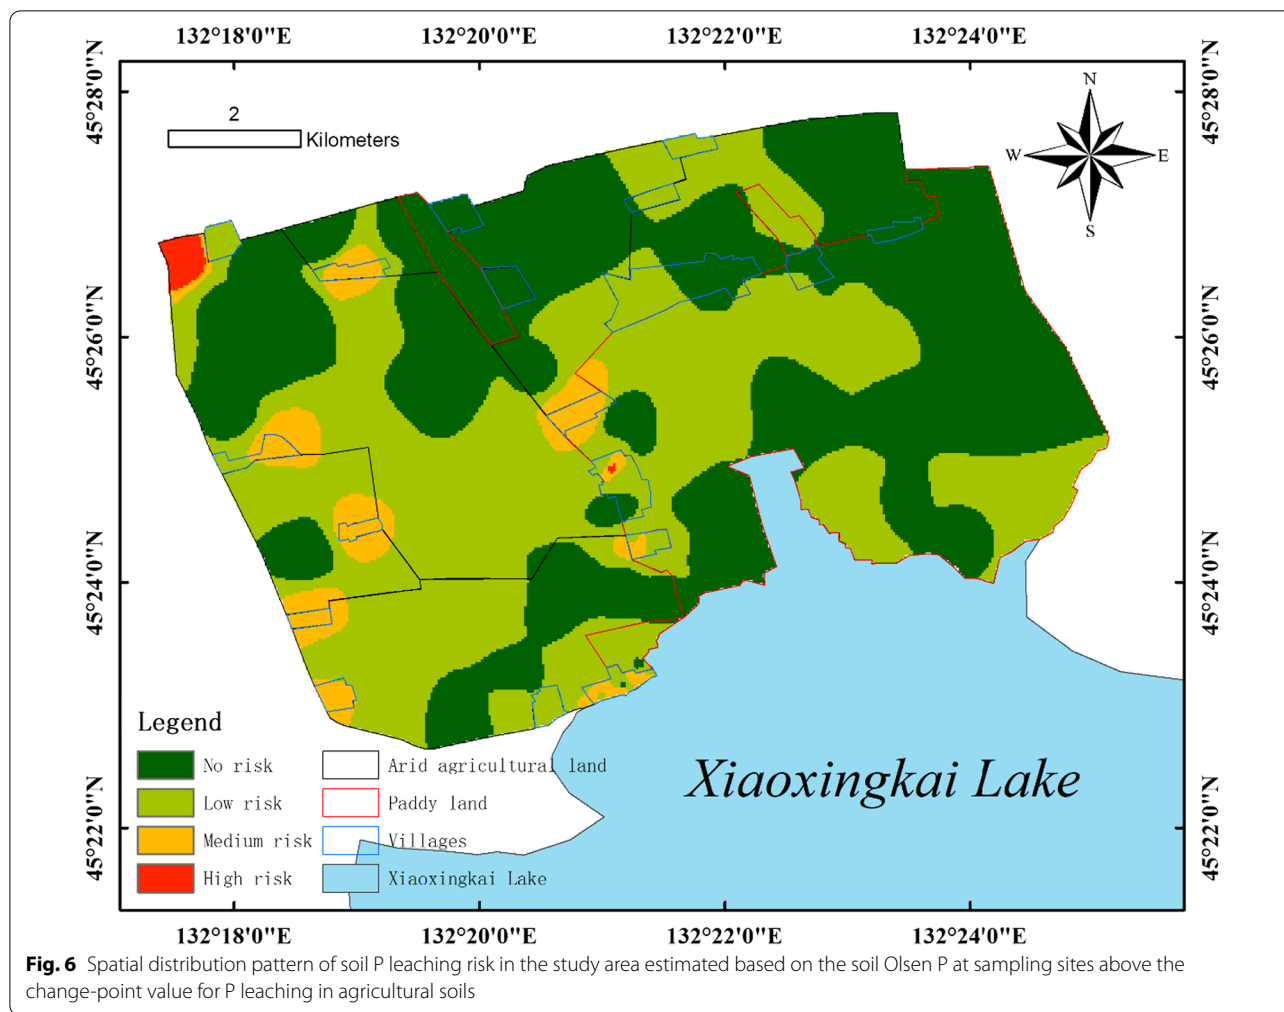 132°18'0"E 132°20'0"E 132°22'0"E 132°24'0"E
45°28'0"N 45°28'0"N
N
2
Kilometers
W E
S
45°26'0"N 45°26'0"N
45°24'0"N 45°24'0"N
Legend
No risk Arid agricultural land
Low risk Paddy land
Medium risk Villages
High risk Xiaoxingkai Lake
Xiaoxingkai Lake
45°22'0"N 45°22'0"N
132°18'0"E 132°20'0"E 132°22'0"E 132°24'0"E
Fig. 6 Spatial distribution pattern of soil P leaching risk in the study area estimated based on the soil Olsen P at sampling sites above the
change-point value for P leaching in agricultural soils